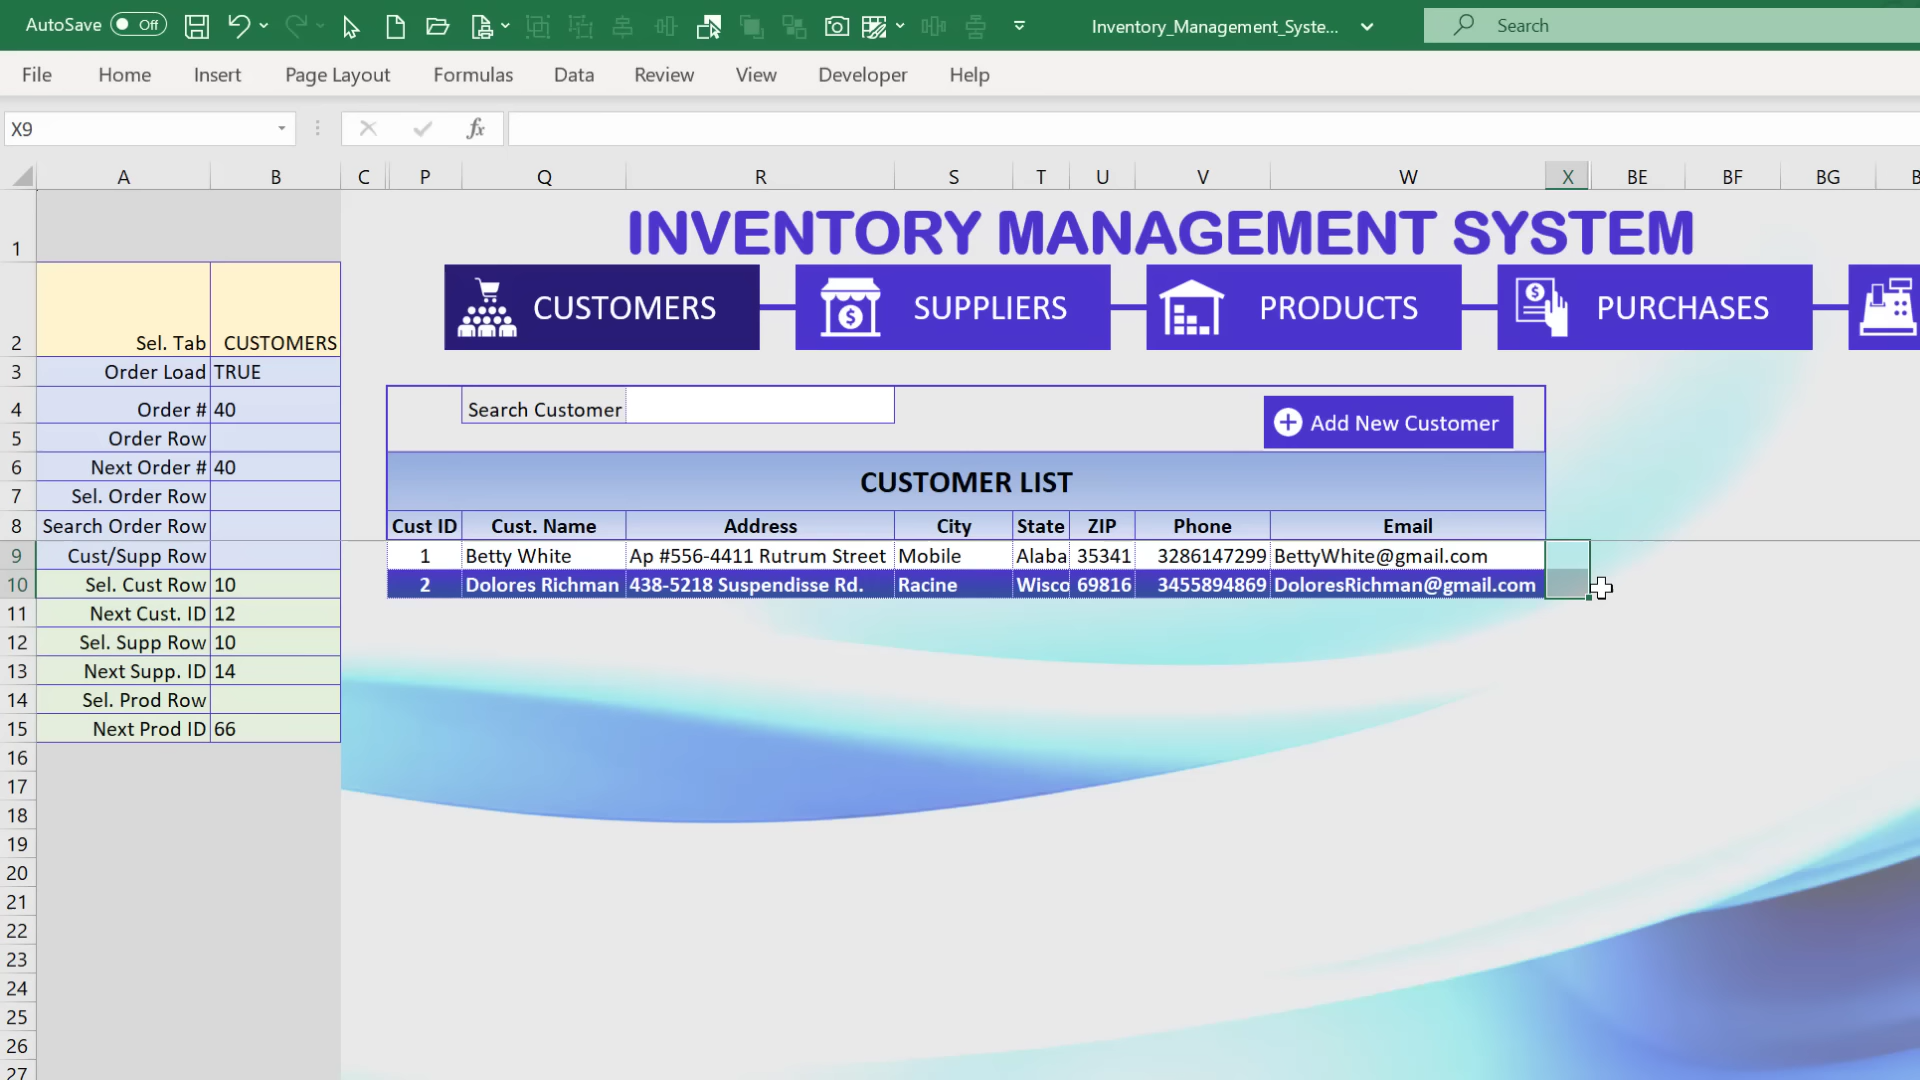 AutoSave Off Inventory_Management_Syste... Search
File Home Insert Page Layout Formulas Data Review View Developer Help
X9 fx
A B C P Q R S T U V W X BE BF BG
1 INVENTORY MANAGEMENT SYSTEM
CUSTOMERS SUPPLIERS PRODUCTS PURCHASES
2 Sel. Tab CUSTOMERS
3 Order Load TRUE
4 Order # 40 Search Customer Add New Customer
5 Order Row
6 Next Order # 40 CUSTOMER LIST
7 Sel. Order Row
8 Search Order Row Cust ID Cust. Name Address City State ZIP Phone Email
9 Cust/Supp Row 1 Betty White Ap #556-4411 Rutrum Street Mobile Alaba 35341 3286147299 BettyWhite@gmail.com
10 Sel. Cust Row 10 2 Dolores Richman 438-5218 Suspendisse Rd. Racine Wisco 69816 3455894869 DoloresRichman@gmail.com
11 Next Cust. ID 12
12 Sel. Supp Row 10
13 Next Supp. ID 14
14 Sel. Prod Row
15 Next Prod ID 66
16
17
18
19
20
21
22
23
24
25
26
27